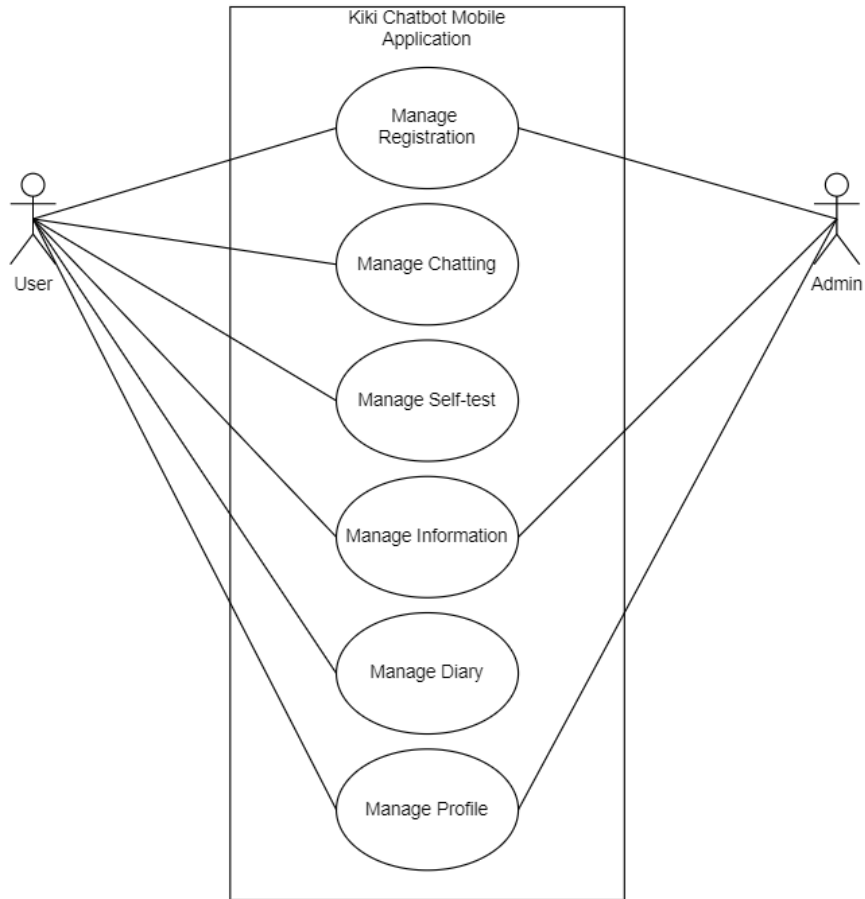 Kiki Chatbot Mobile
Application
Manage
Registration
User
Admin
Manage Chatting
Manage Self-test
Manage Information
Manage Diary
Manage Profile